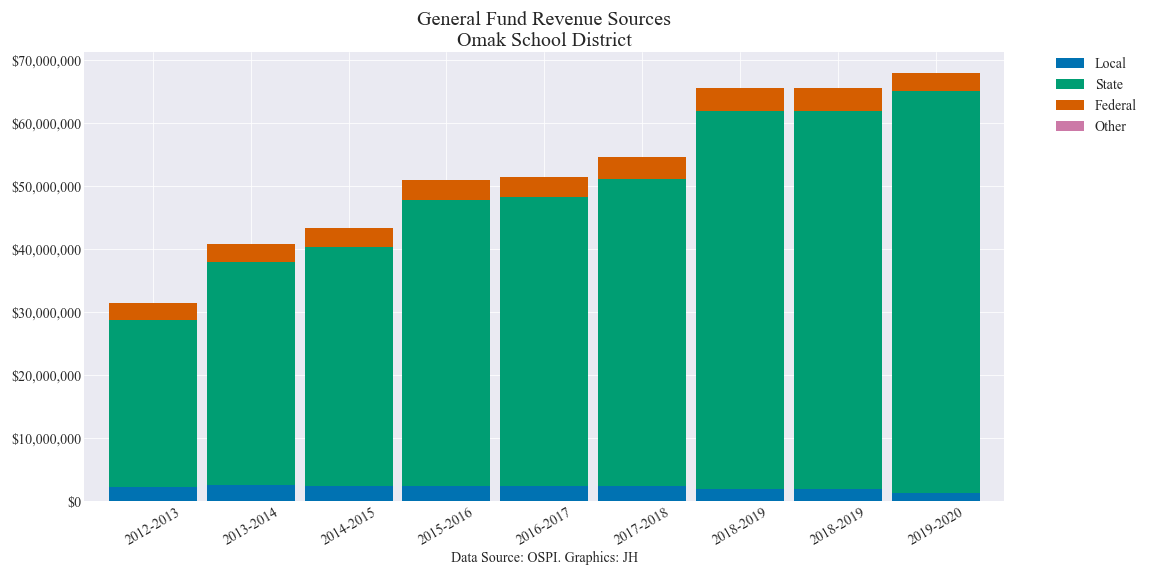 General Fund Revenue Sources
Omak School District
$70,000,000
$60,000,000
$50,000,000
$40,000,000
$30,000,000
$20,000,000
$10,000,000
$0
2012-2013
2013-2014
2014-2015
2015-2016
2016-2017
2017-2018
2018-2019
2018-2019
2019-2020
Data Source: OSPI. Graphics: JH
Local
State
Federal
Other